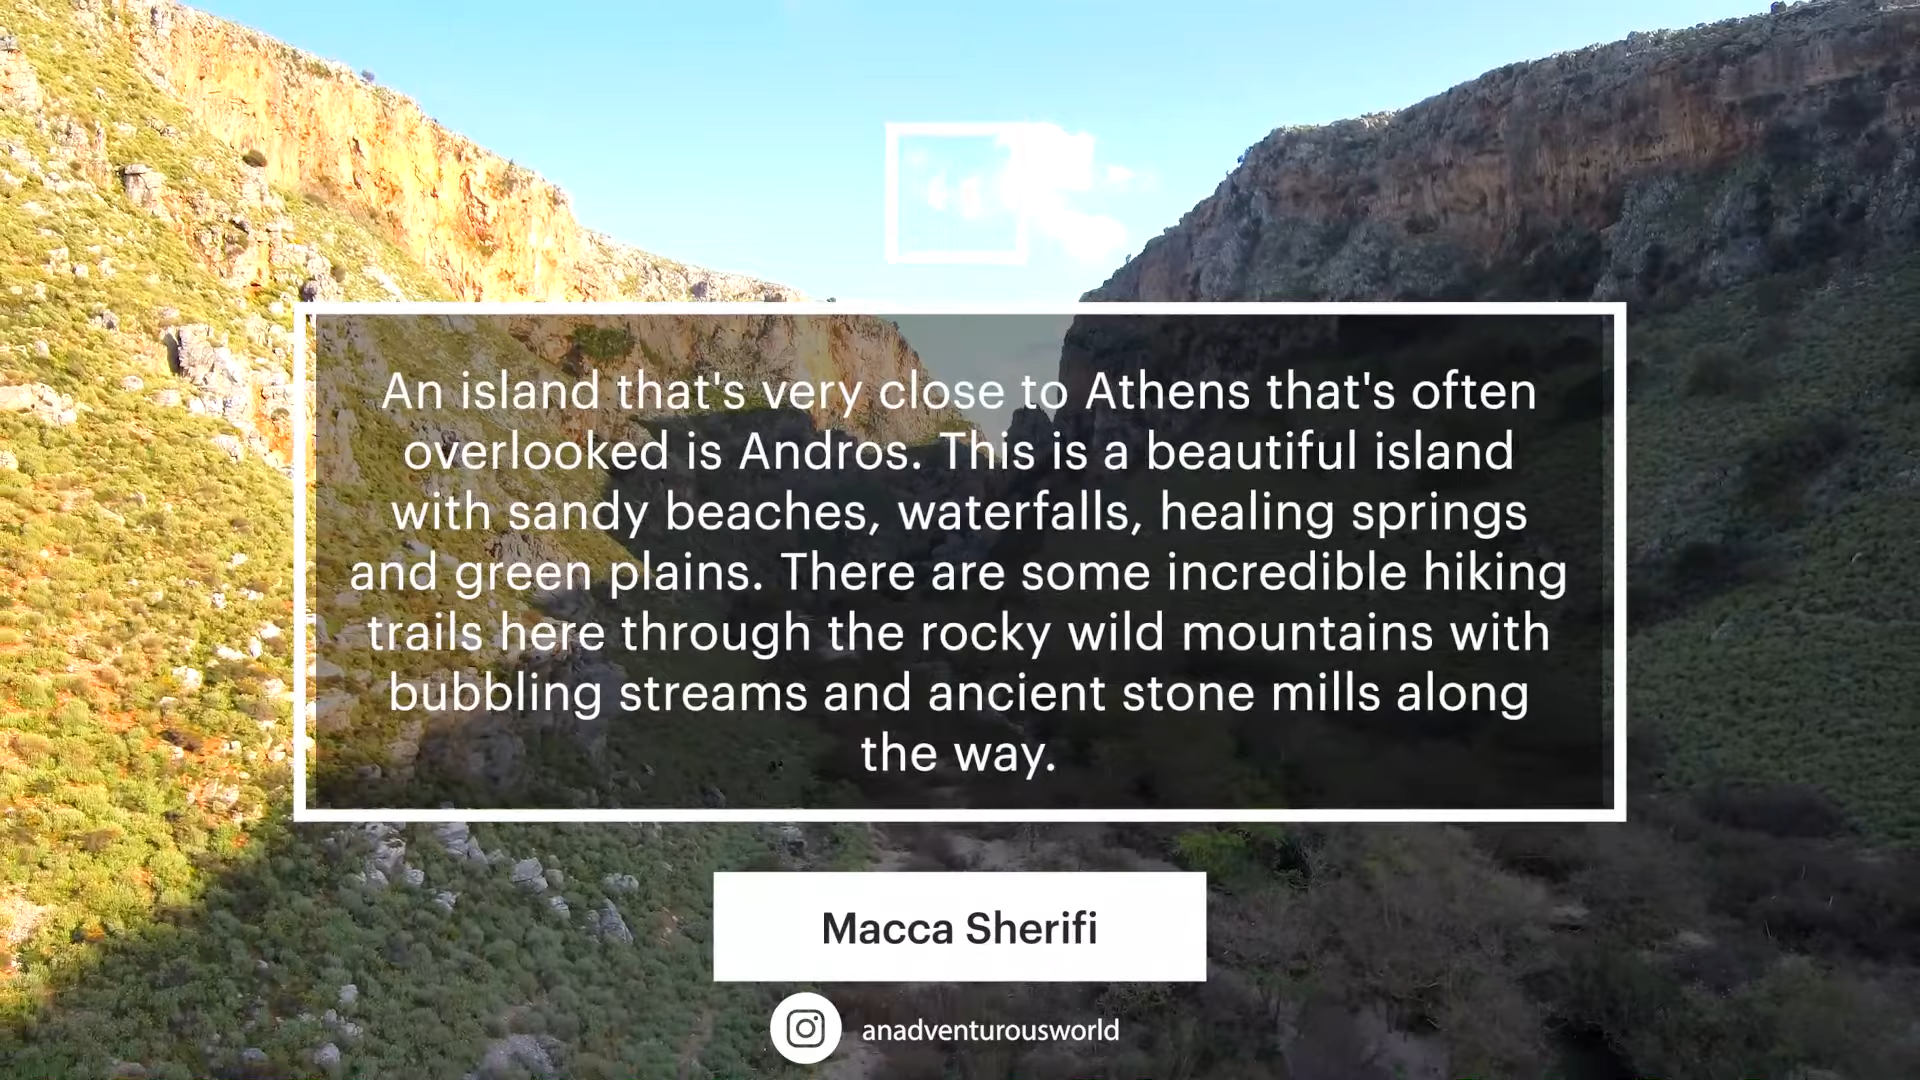 An island that's very close to Athens that's often
overlooked is Andros. This is a beautiful island
with sandy beaches, waterfalls, healing springs
and green plains. There are some incredible hiking
trails here through the rocky wild mountains with
bubbling streams and ancient stone mills along
the way.
Macca Sherifi
anadventurousworld